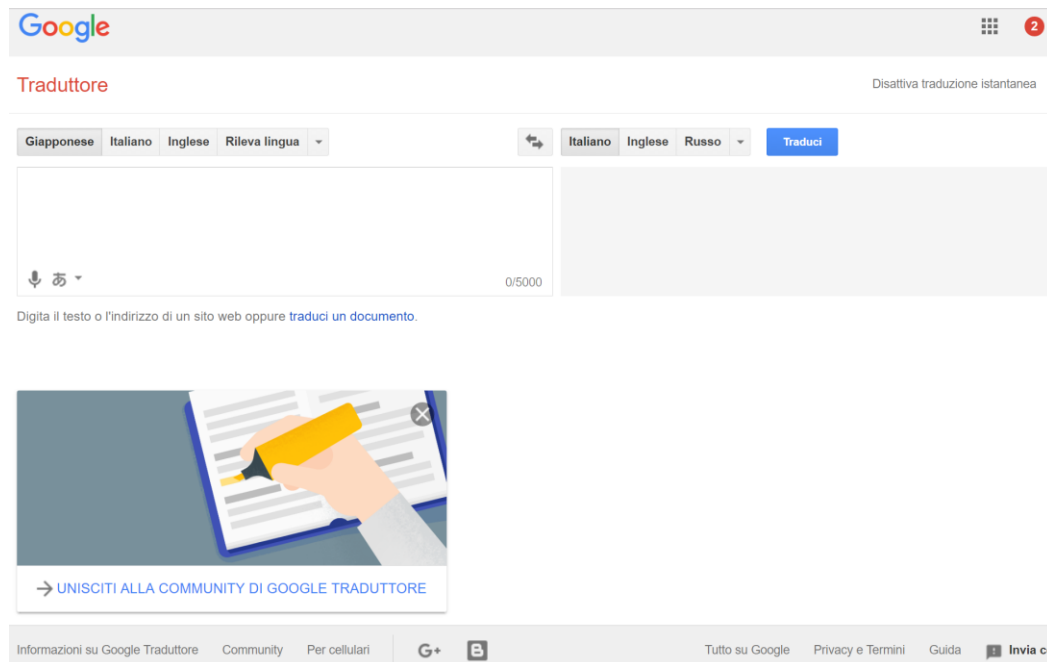 Google
2
Traduttore
Disattiva traduzione istantanea
Giapponese Italiano Inglese Rileva lingua
Italiano Inglese Russo Traduci
あ
0/5000
Digita il testo o l'indirizzo di un sito web oppure traduci un documento.
UNISCITI ALLA COMMUNITY DI GOOGLE TRADUTTORE
Informazioni su Google Traduttore Community Per cellulari G+ B Tutto su Google Privacy e Termini Guida Invia